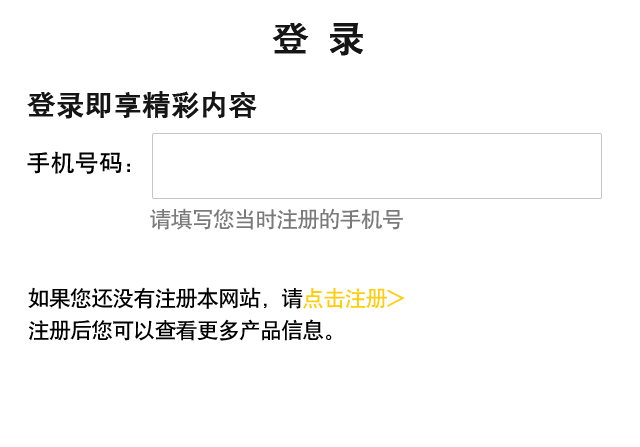 登 录
登录即享精彩内容
手机号码：
请填写您当时注册的手机号
如果您还没有注册本网站，请点击注册>
注册后您可以查看更多产品信息。